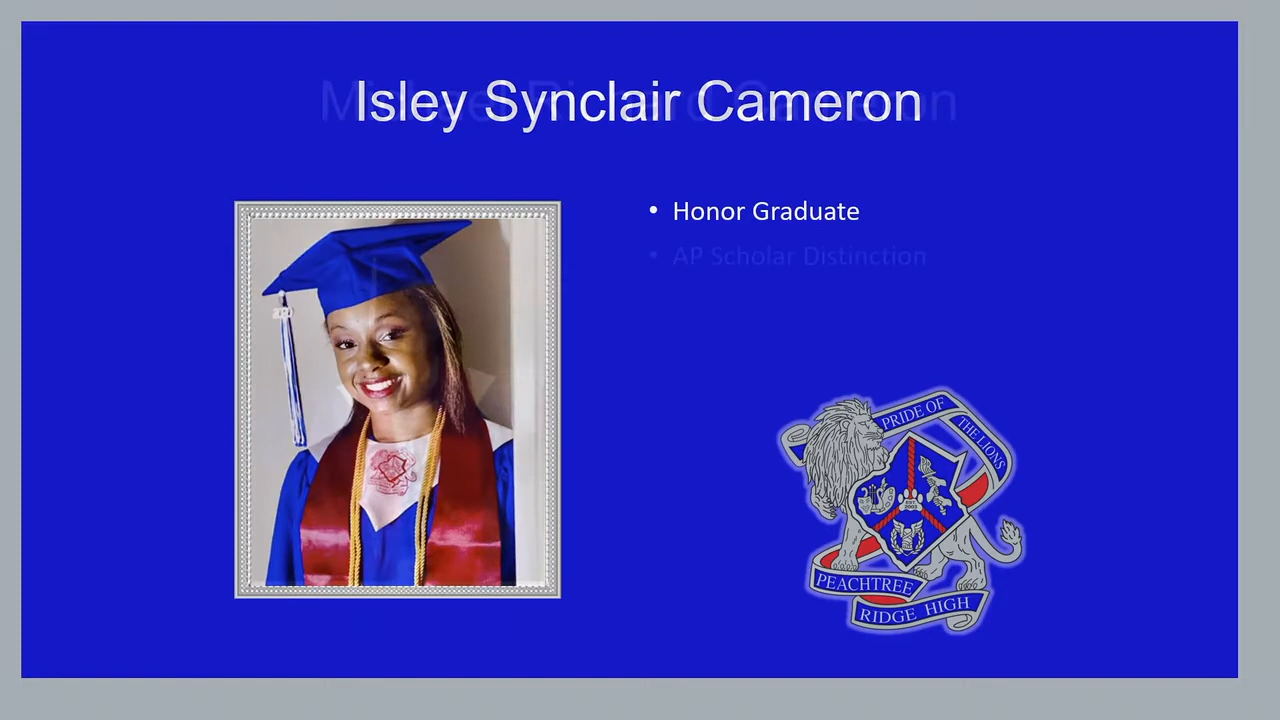 Isley Synclair Cameron
• Honor Graduate
• AP Scholar Distinction
PRIDE OF
THE LIONS
PEACHTREE
RIDGE HIGH